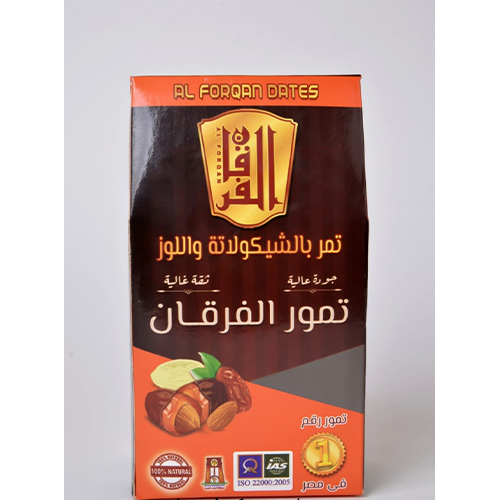 AL FORQAN DATES
الفرقان
AL FORQAN
تمر بالشيكولاتة واللوز
جودة عالية
ثقة غالية
تمور الفرقـان
تمور رقم
1
في مصر
100% NATURAL
IAS
ISO 22000:2005